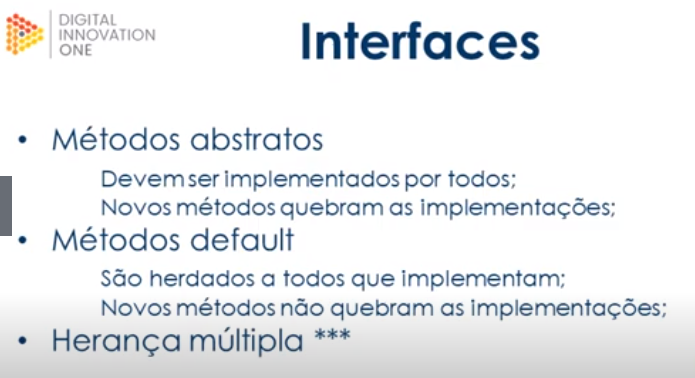 DIGITAL
INNOVATION
ONE
Interfaces
• Métodos abstratos
Devem ser implementados por todos;
Novos métodos quebram as implementações;
• Métodos default
São herdados a todos que implementam;
Novos métodos não quebram as implementações;
• Herança múltipla ***